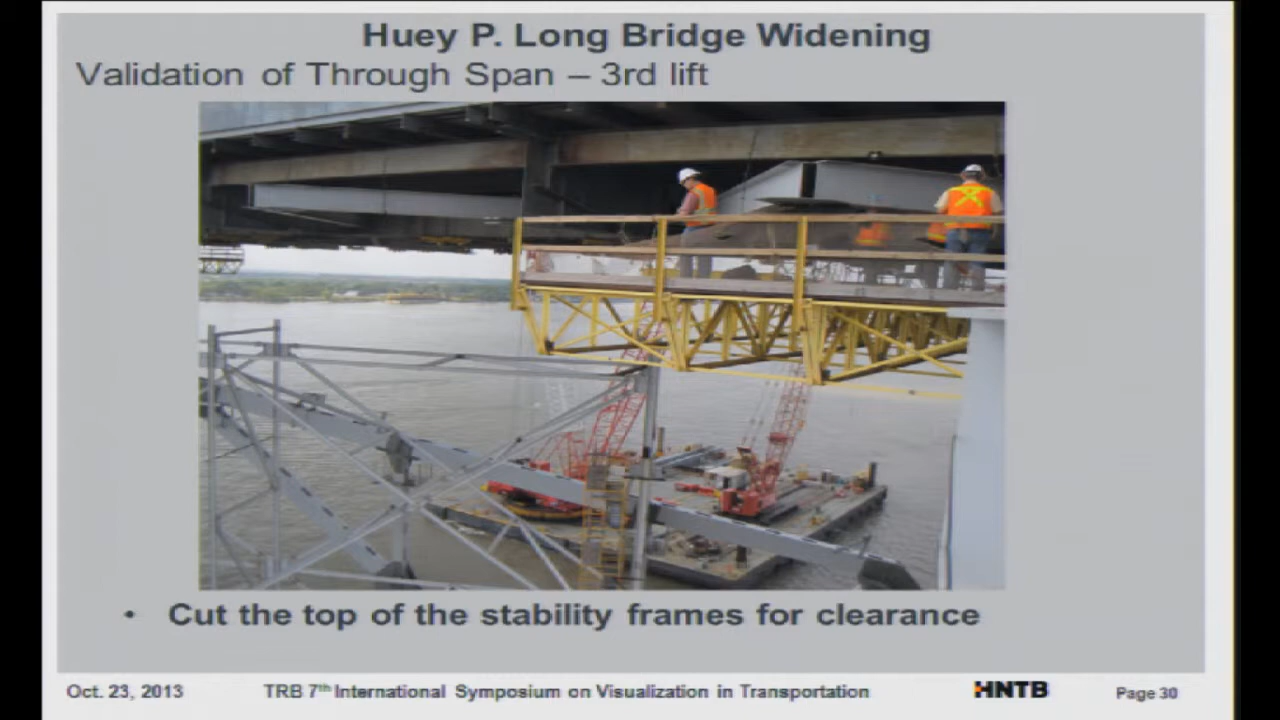 Huey P. Long Bridge Widening
Validation of Through Span – 3rd lift
• Cut the top of the stability frames for clearance
Oct. 23, 2013 TRB 7th International Symposium on Visualization in Transportation HNTB Page 30